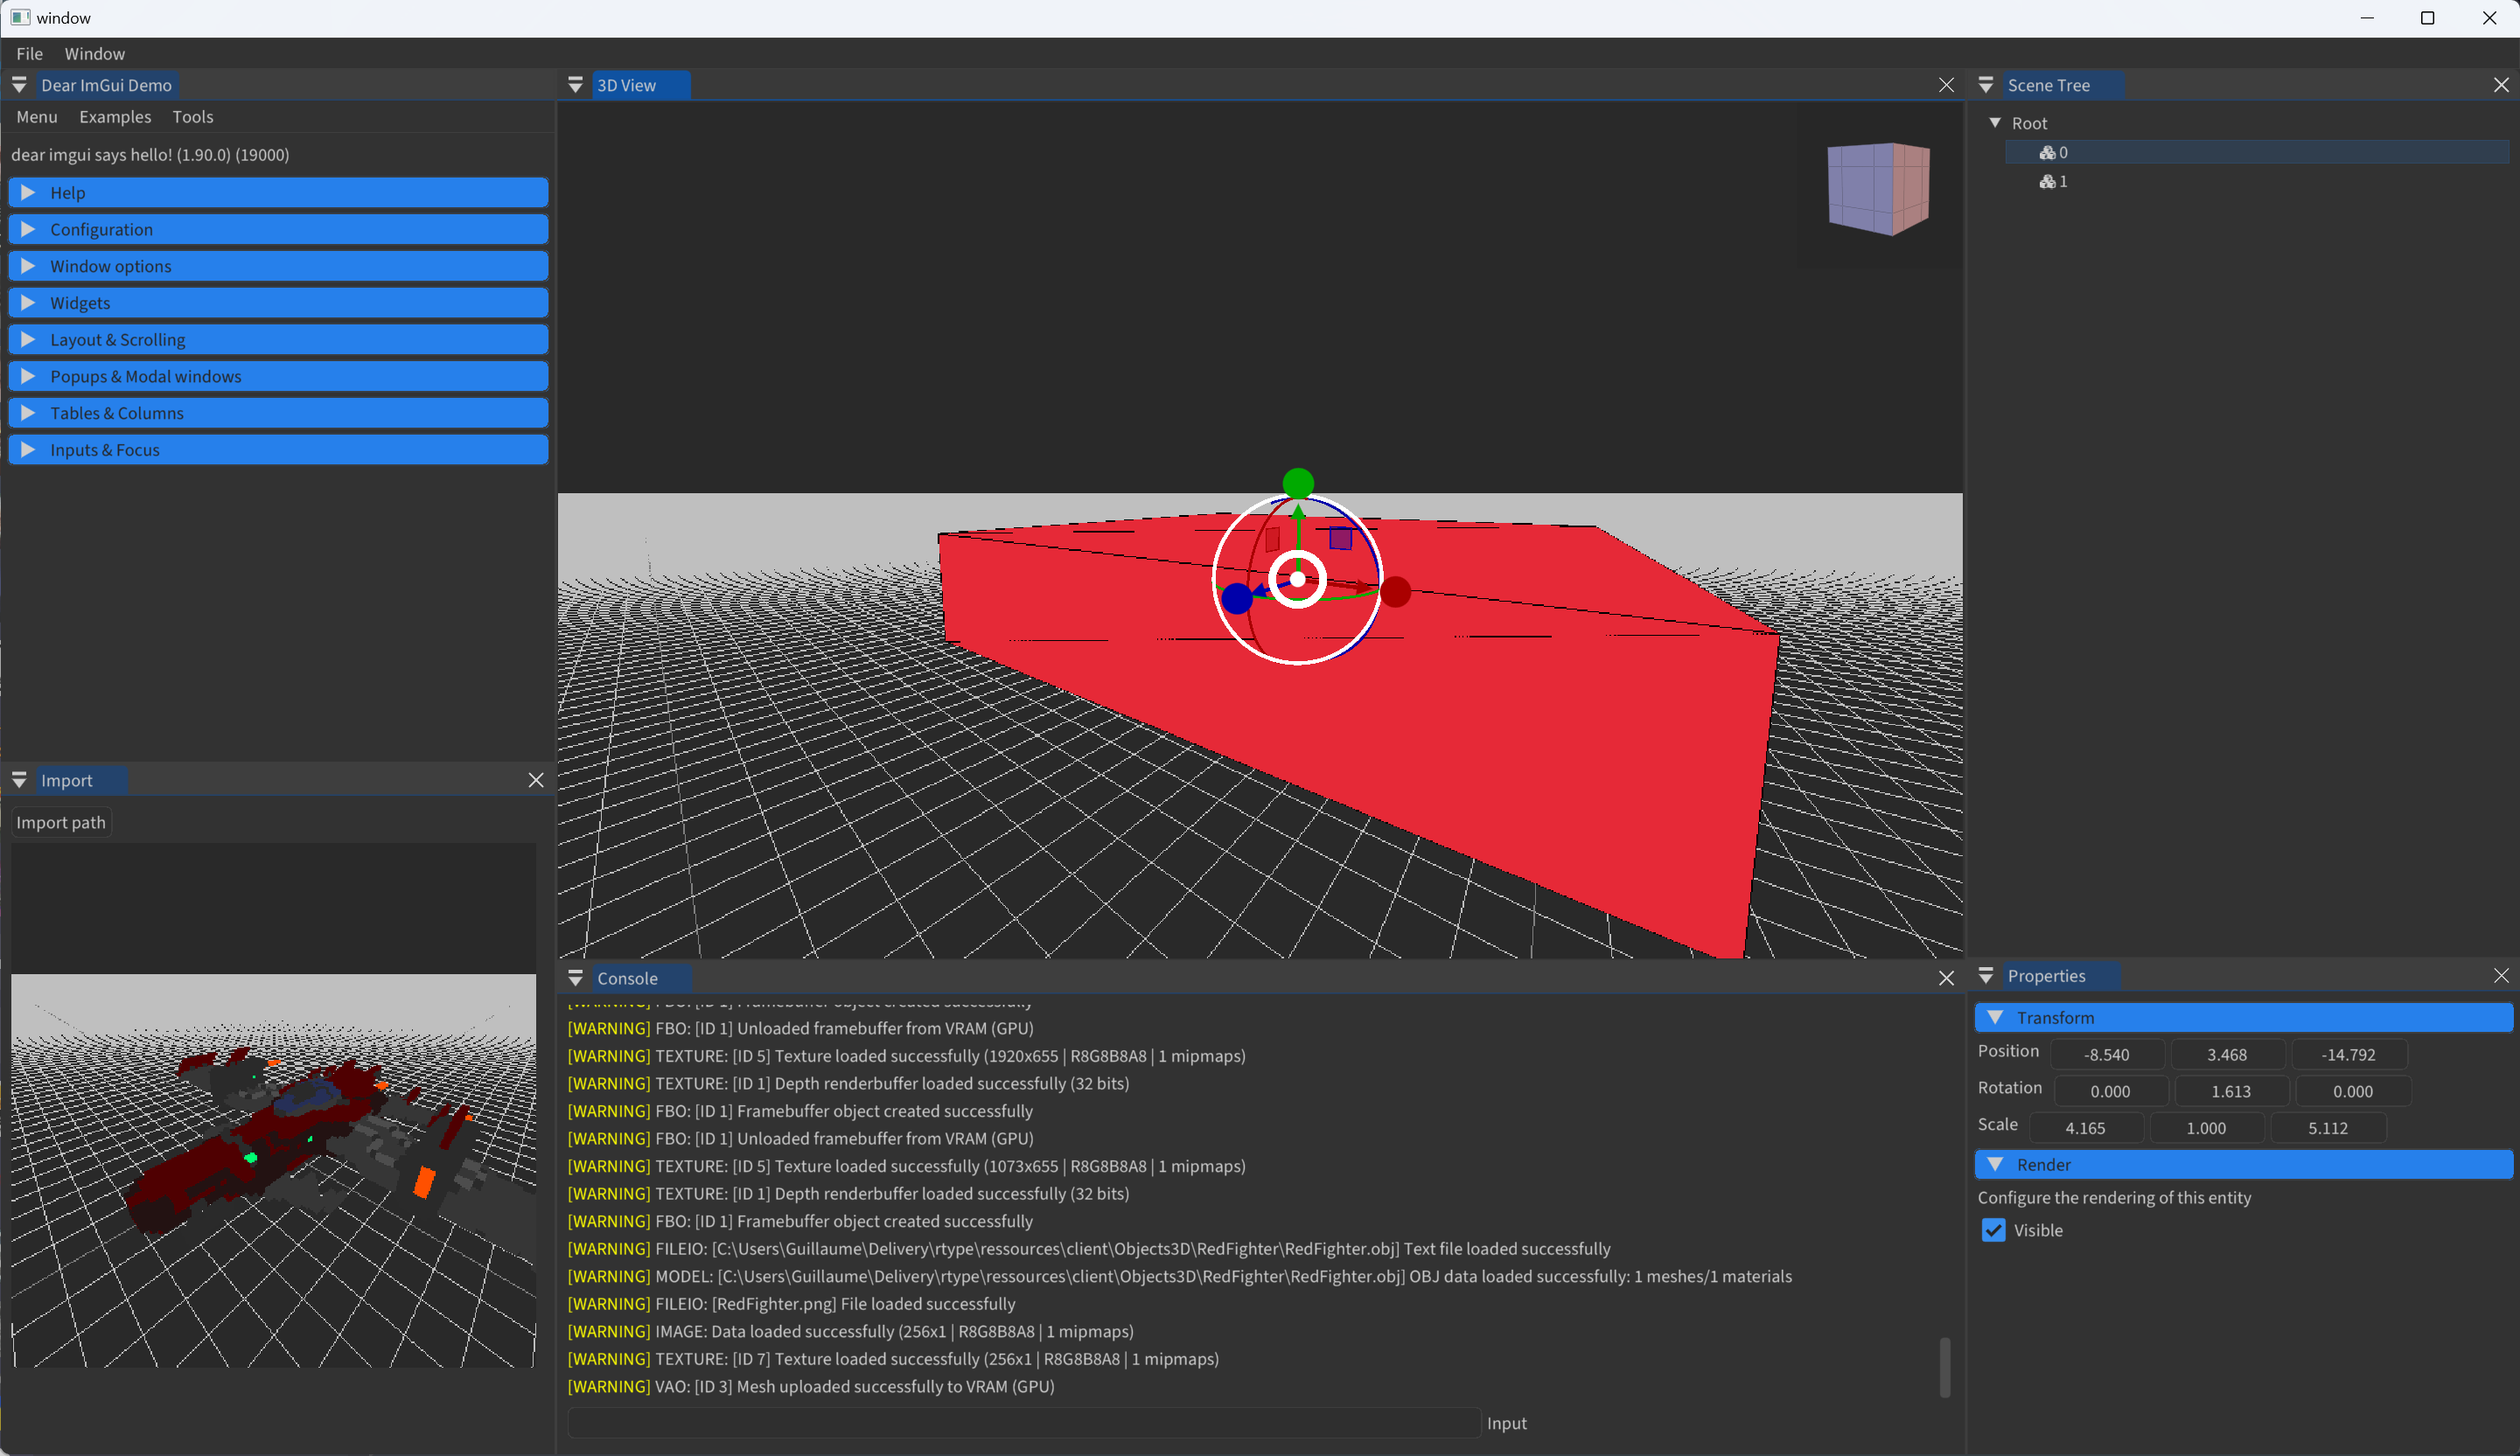 window
File Window
Dear ImGui Demo
Menu Examples Tools
dear imgui says hello! (1.90.0) (19000)
Help
Configuration
Window options
Widgets
Layout & Scrolling
Popups & Modal windows
Tables & Columns
Inputs & Focus
Import
Import path
3D View
Console
[WARNING] FBO: [ID 1] Framebuffer object created successfully
[WARNING] FBO: [ID 1] Unloaded framebuffer from VRAM (GPU)
[WARNING] TEXTURE: [ID 5] Texture loaded successfully (1920x655 | R8G8B8A8 | 1 mipmaps)
[WARNING] TEXTURE: [ID 1] Depth renderbuffer loaded successfully (32 bits)
[WARNING] FBO: [ID 1] Framebuffer object created successfully
[WARNING] FBO: [ID 1] Unloaded framebuffer from VRAM (GPU)
[WARNING] TEXTURE: [ID 5] Texture loaded successfully (1073x655 | R8G8B8A8 | 1 mipmaps)
[WARNING] TEXTURE: [ID 1] Depth renderbuffer loaded successfully (32 bits)
[WARNING] FBO: [ID 1] Framebuffer object created successfully
[WARNING] FILEIO: [C:\Users\Guillaume\Delivery\rtype\ressources\client\Objects3D\RedFighter\RedFighter.obj] Text file loaded successfully
[WARNING] MODEL: [C:\Users\Guillaume\Delivery\rtype\ressources\client\Objects3D\RedFighter\RedFighter.obj] OBJ data loaded successfully: 1 meshes/1 materials
[WARNING] FILEIO: [RedFighter.png] File loaded successfully
[WARNING] IMAGE: Data loaded successfully (256x1 | R8G8B8A8 | 1 mipmaps)
[WARNING] TEXTURE: [ID 7] Texture loaded successfully (256x1 | R8G8B8A8 | 1 mipmaps)
[WARNING] VAO: [ID 3] Mesh uploaded successfully to VRAM (GPU)
Input
Scene Tree
Root
0
1
Properties
Transform
Position -8.540 3.468 -14.792
Rotation 0.000 1.613 0.000
Scale 4.165 1.000 5.112
Render
Configure the rendering of this entity
Visible